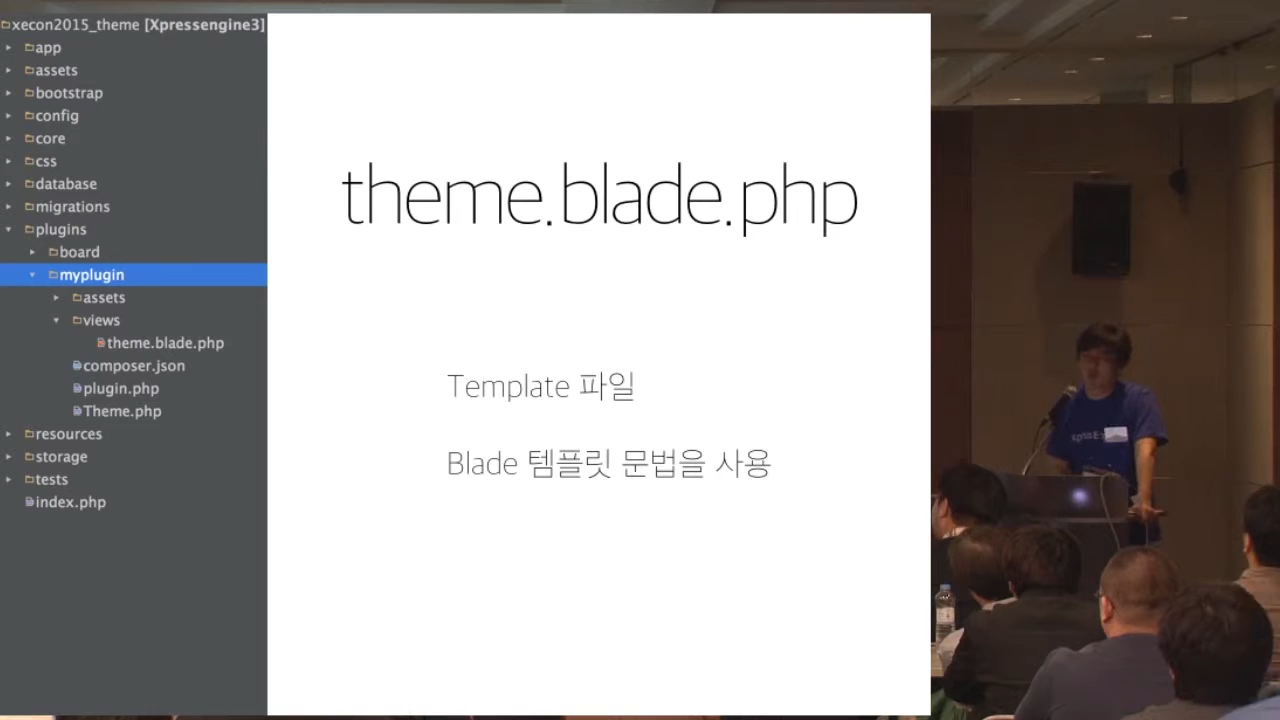 xecon2015_theme [Xpressengine3]
app
assets
bootstrap
config
core
css
database
migrations
plugins
board
myplugin
assets
views
theme.blade.php
composer.json
plugin.php
Theme.php
resources
storage
tests
index.php
theme.blade.php
Template 파일
Blade 템플릿 문법을 사용